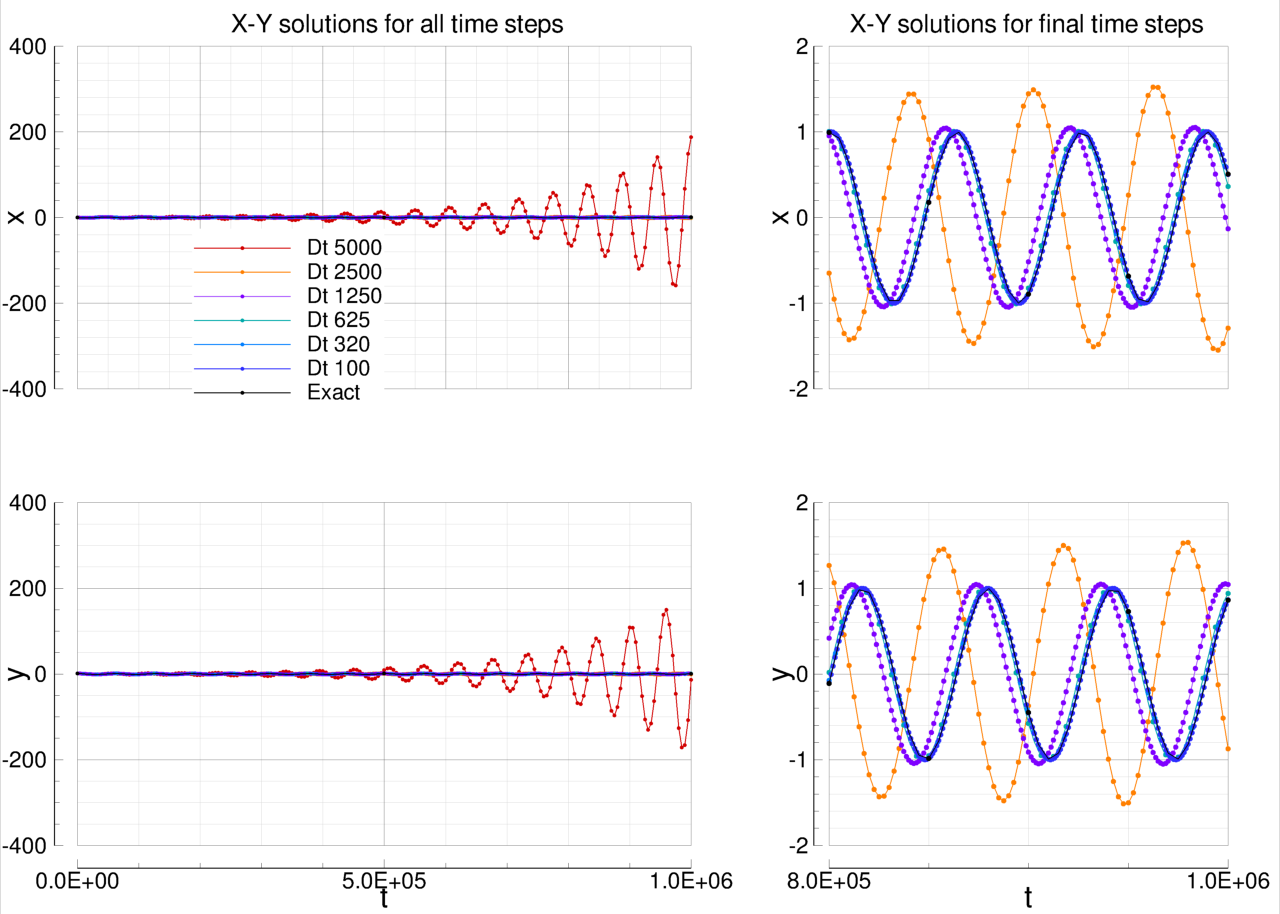 X-Y solutions for all time steps
X-Y solutions for final time steps
400
200
0
-200
-400
x
Dt 5000
Dt 2500
Dt 1250
Dt 625
Dt 320
Dt 100
Exact
2
1
0
-1
-2
x
400
200
0
-200
-400
y
0.0E+00
5.0E+05
1.0E+06
t
2
1
0
-1
-2
y
8.0E+05
1.0E+06
t